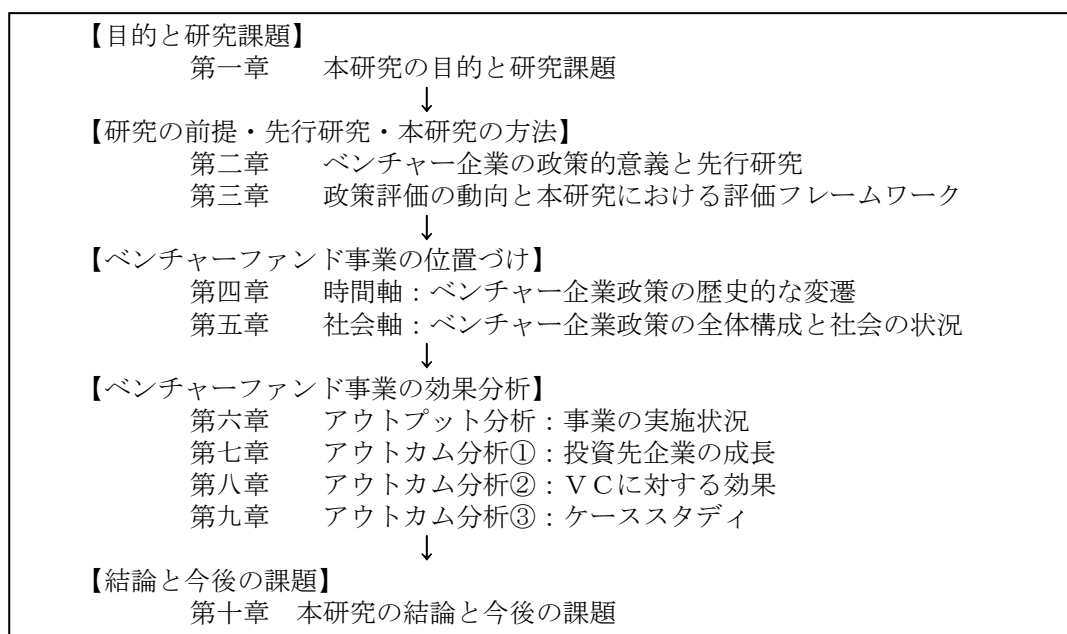 【目的と研究課題】
第一章　本研究の目的と研究課題
↓
【研究の前提・先行研究・本研究の方法】
第二章　ベンチャー企業の政策的意義と先行研究
第三章　政策評価の動向と本研究における評価フレームワーク
↓
【ベンチャーファンド事業の位置づけ】
第四章　時間軸：ベンチャー企業政策の歴史的な変遷
第五章　社会軸：ベンチャー企業政策の全体構成と社会の状況
↓
【ベンチャーファンド事業の効果分析】
第六章　アウトプット分析：事業の実施状況
第七章　アウトカム分析①：投資先企業の成長
第八章　アウトカム分析②：ＶＣに対する効果
第九章　アウトカム分析③：ケーススタディ
↓
【結論と今後の課題】
第十章　本研究の結論と今後の課題